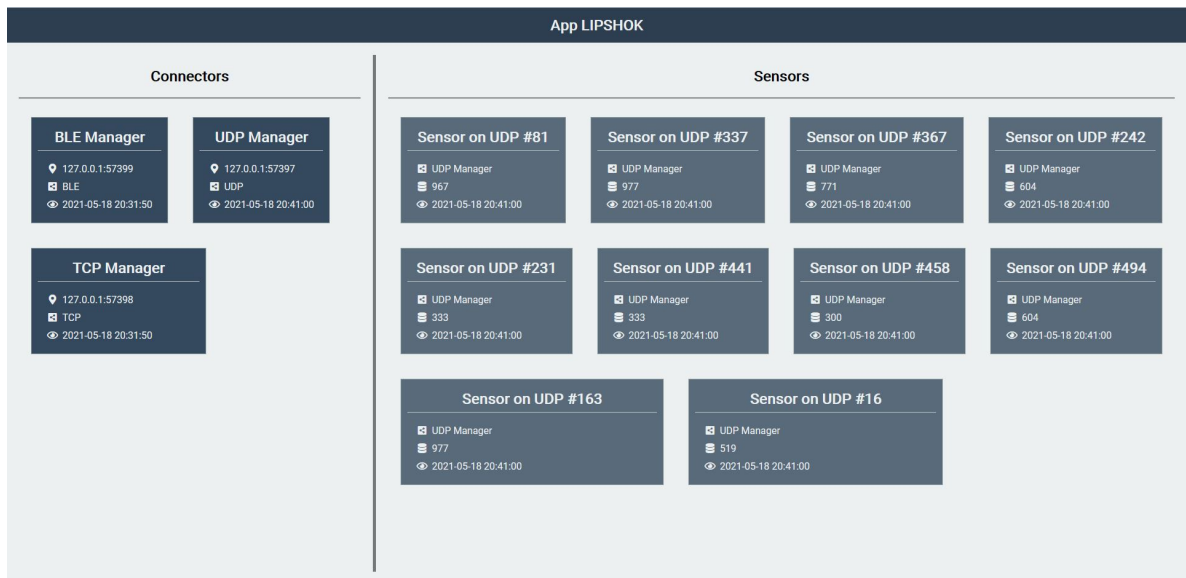 App LIPSHOK
Connectors
BLE Manager
127.0.0.1:57399
BLE
2021-05-18 20:31:50
UDP Manager
127.0.0.1:57397
UDP
2021-05-18 20:41:00
TCP Manager
127.0.0.1:57398
TCP
2021-05-18 20:31:50
Sensors
Sensor on UDP #81
UDP Manager
967
2021-05-18 20:41:00
Sensor on UDP #337
UDP Manager
977
2021-05-18 20:41:00
Sensor on UDP #367
UDP Manager
771
2021-05-18 20:41:00
Sensor on UDP #242
UDP Manager
604
2021-05-18 20:41:00
Sensor on UDP #231
UDP Manager
333
2021-05-18 20:41:00
Sensor on UDP #441
UDP Manager
333
2021-05-18 20:41:00
Sensor on UDP #458
UDP Manager
300
2021-05-18 20:41:00
Sensor on UDP #494
UDP Manager
604
2021-05-18 20:41:00
Sensor on UDP #163
UDP Manager
977
2021-05-18 20:41:00
Sensor on UDP #16
UDP Manager
519
2021-05-18 20:41:00